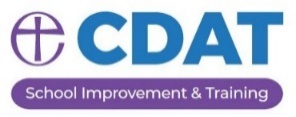 CDAT
School Improvement & Training